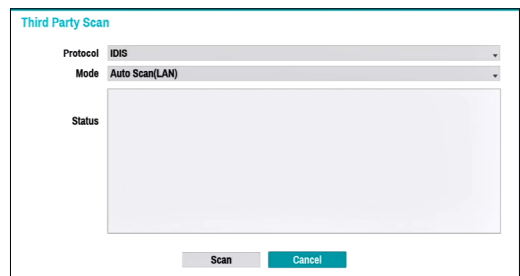 Third Party Scan
Protocol IDIS
Mode Auto Scan(LAN)
Status
Scan Cancel